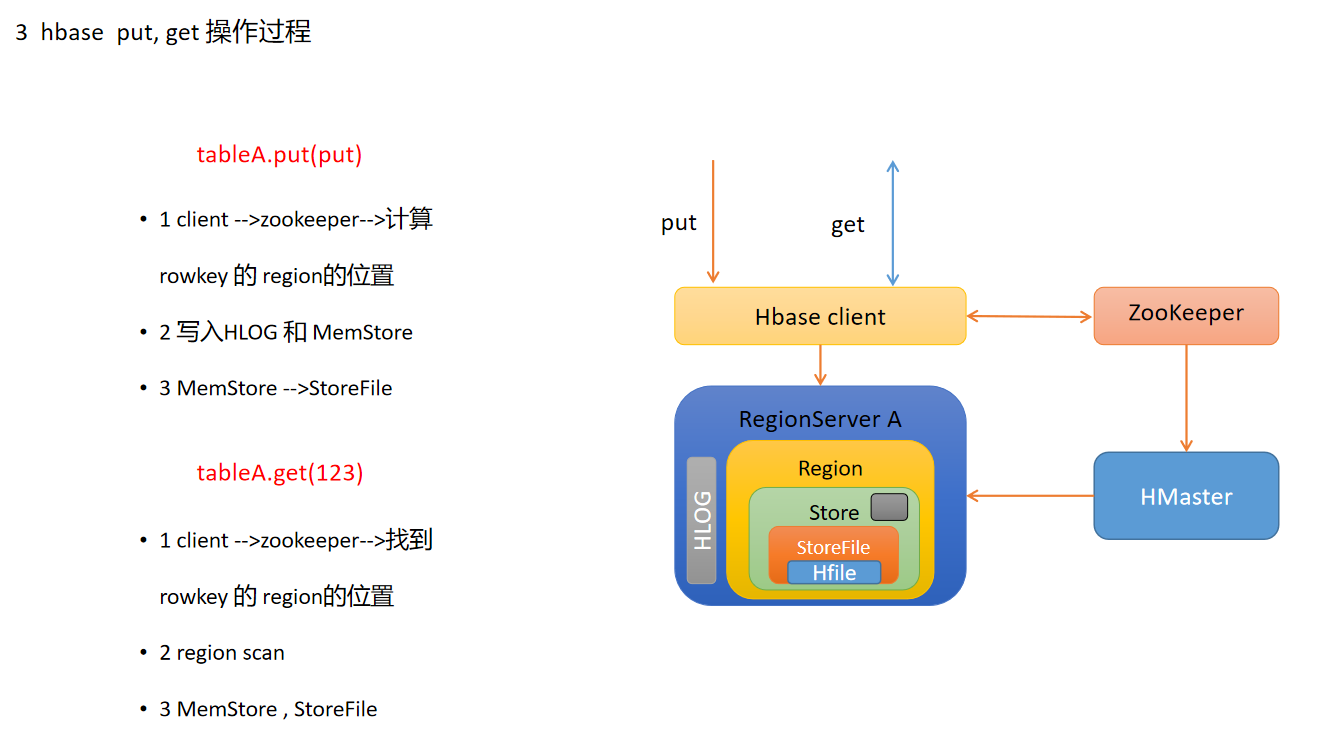 3 hbase put, get 操作过程
tableA.put(put)
• 1 client -->zookeeper-->计算
rowkey 的 region的位置
• 2 写入HLOG 和 MemStore
• 3 MemStore -->StoreFile
tableA.get(123)
• 1 client -->zookeeper-->找到
rowkey 的 region的位置
• 2 region scan
• 3 MemStore , StoreFile
put
get
Hbase client
ZooKeeper
RegionServer A
HLOG
Region
Store
StoreFile
Hfile
HMaster